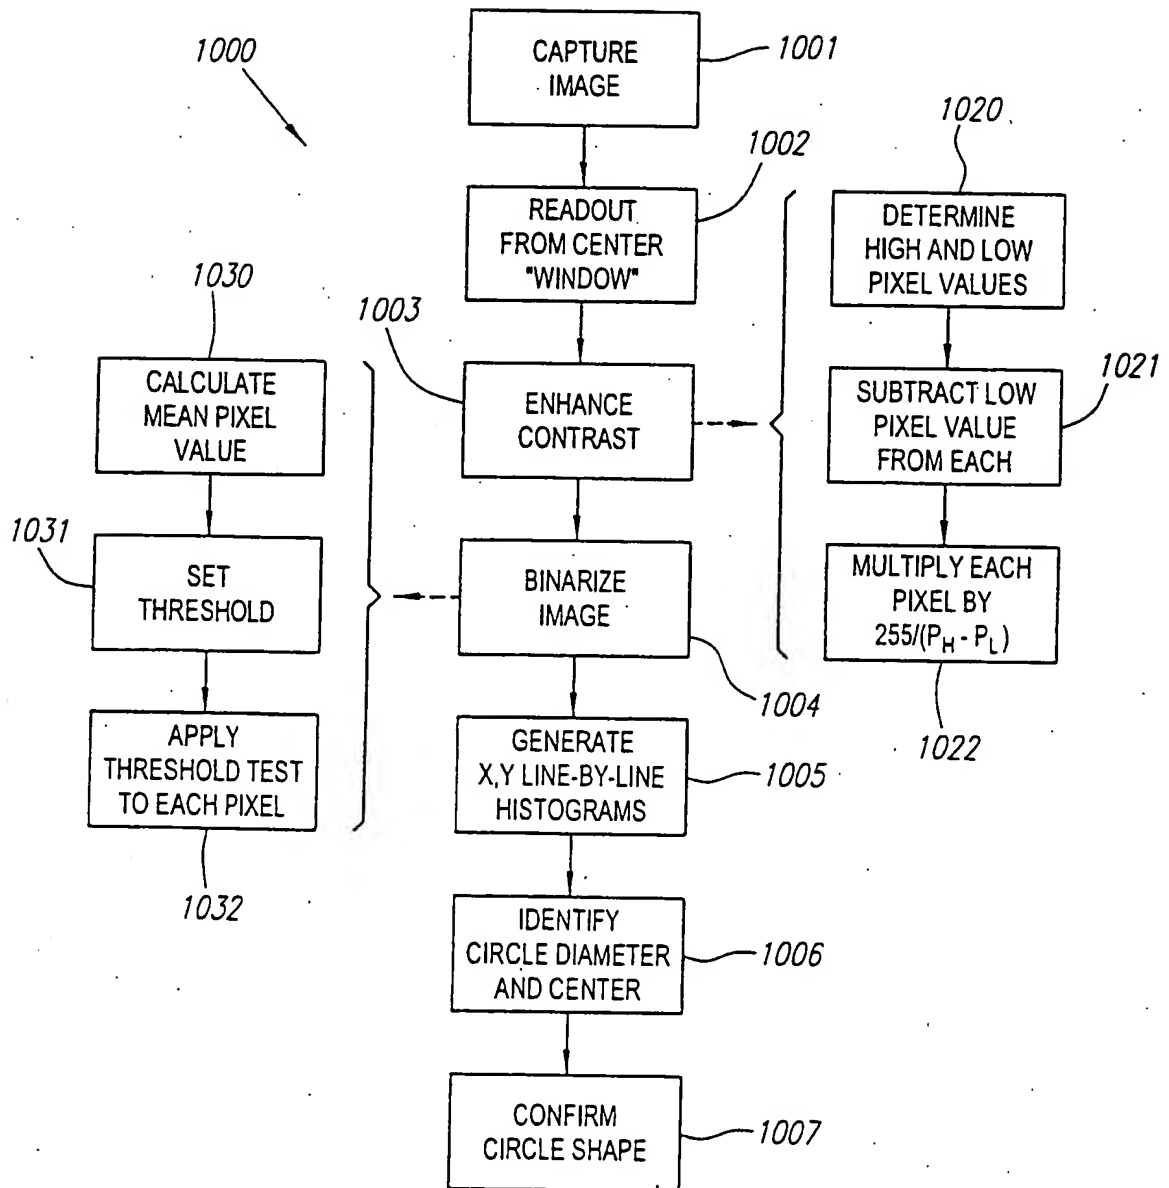 1000
CAPTURE
IMAGE
1001
READOUT
FROM CENTER
"WINDOW"
1002
ENHANCE
CONTRAST
1003
BINARIZE
IMAGE
1004
GENERATE
X,Y LINE-BY-LINE
HISTOGRAMS
1005
IDENTIFY
CIRCLE DIAMETER
AND CENTER
1006
CONFIRM
CIRCLE SHAPE
1007
1020
DETERMINE
HIGH AND LOW
PIXEL VALUES
SUBTRACT LOW
PIXEL VALUE
FROM EACH
1021
MULTIPLY EACH
PIXEL BY
255/(PH - PL)
1022
1030
CALCULATE
MEAN PIXEL
VALUE
1031
SET
THRESHOLD
APPLY
THRESHOLD TEST
TO EACH PIXEL
1032